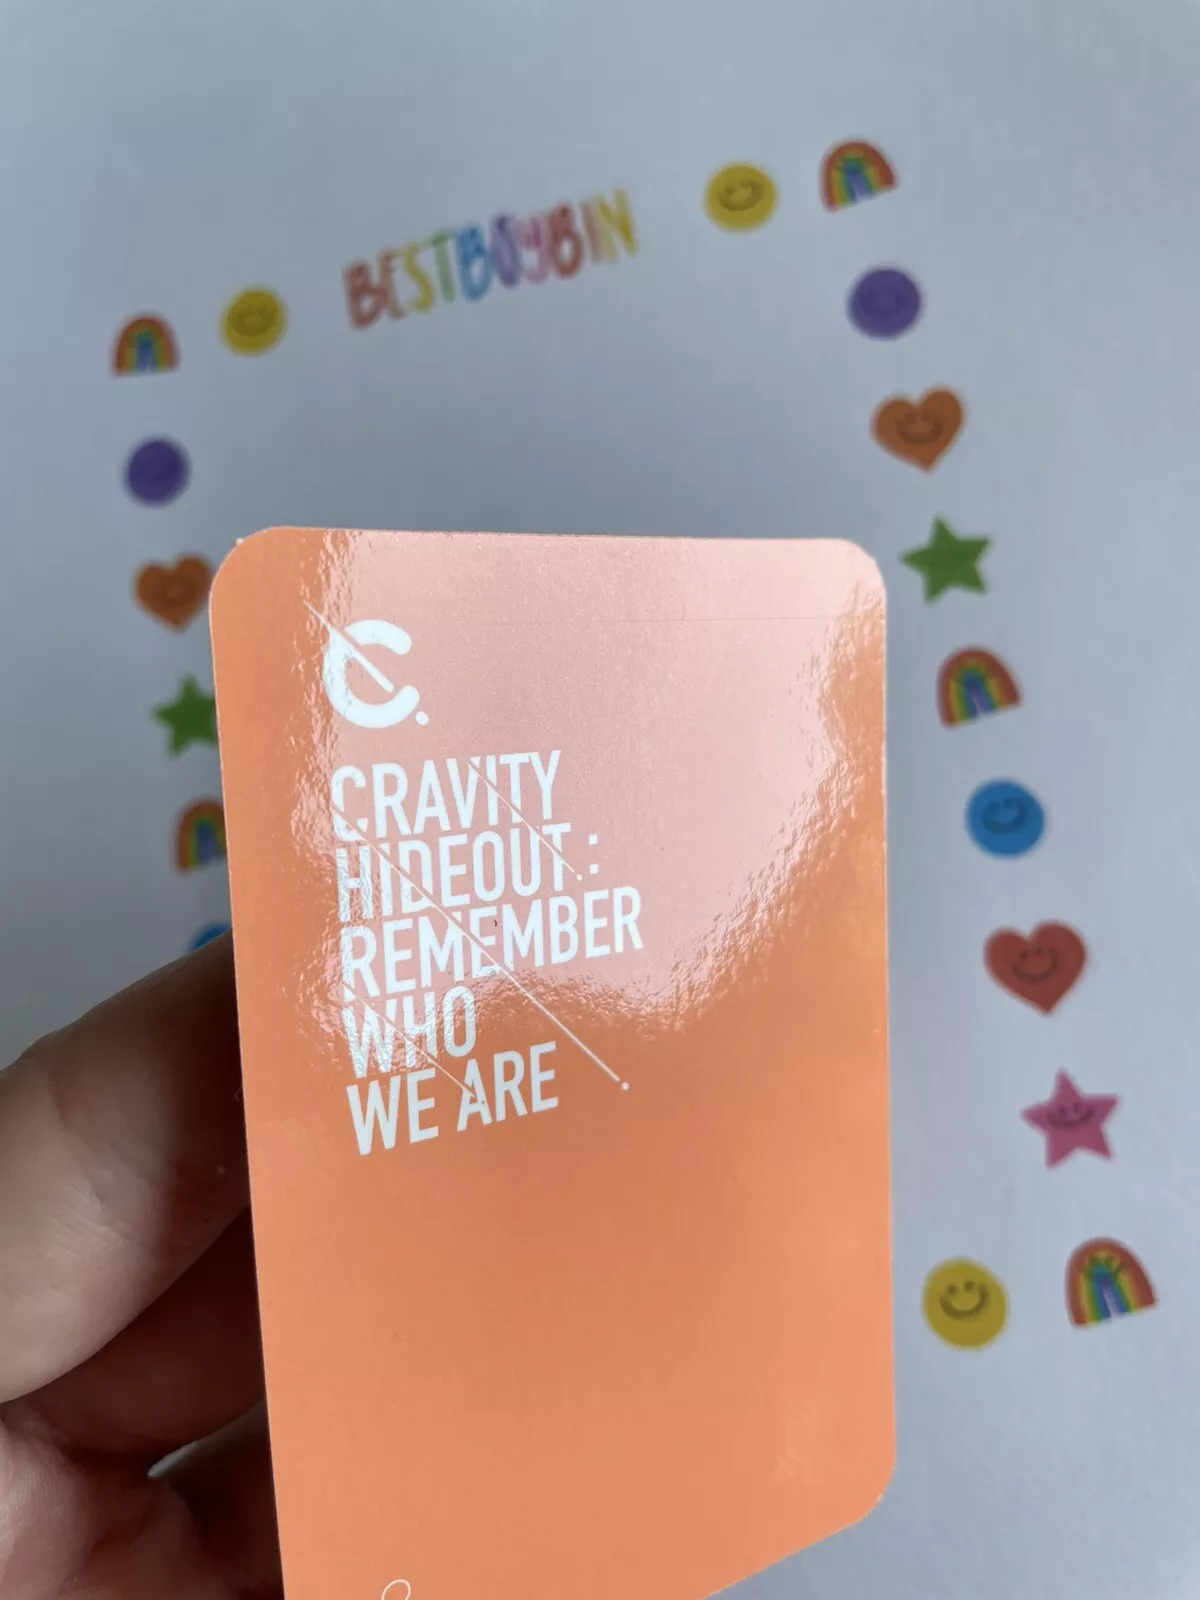 BESTBOYBIN
C.
CRAVITY
HIDEOUT :
REMEMBER
WHO
WE ARE